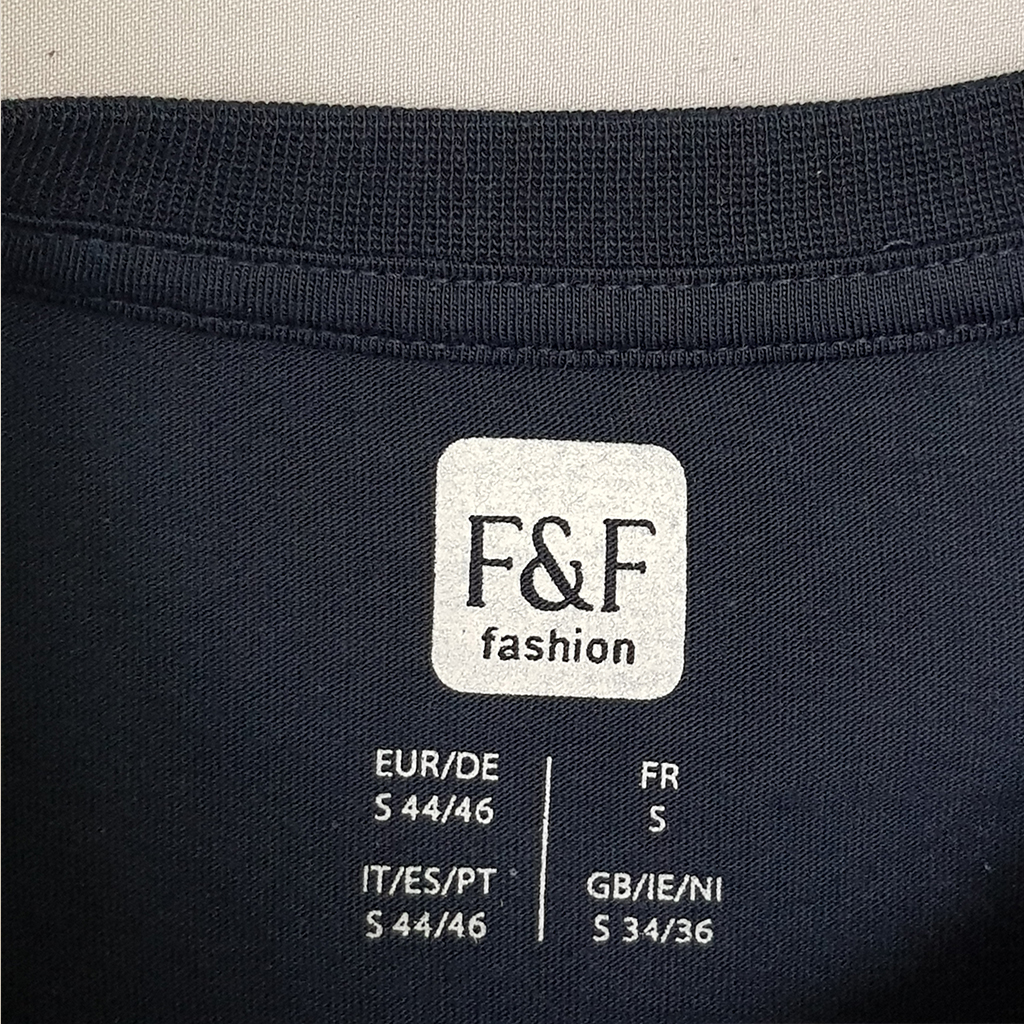 F&F
fashion
EUR/DE
S 44/46
FR
S
IT/ES/PT
S 44/46
GB/IE/NI
S 34/36